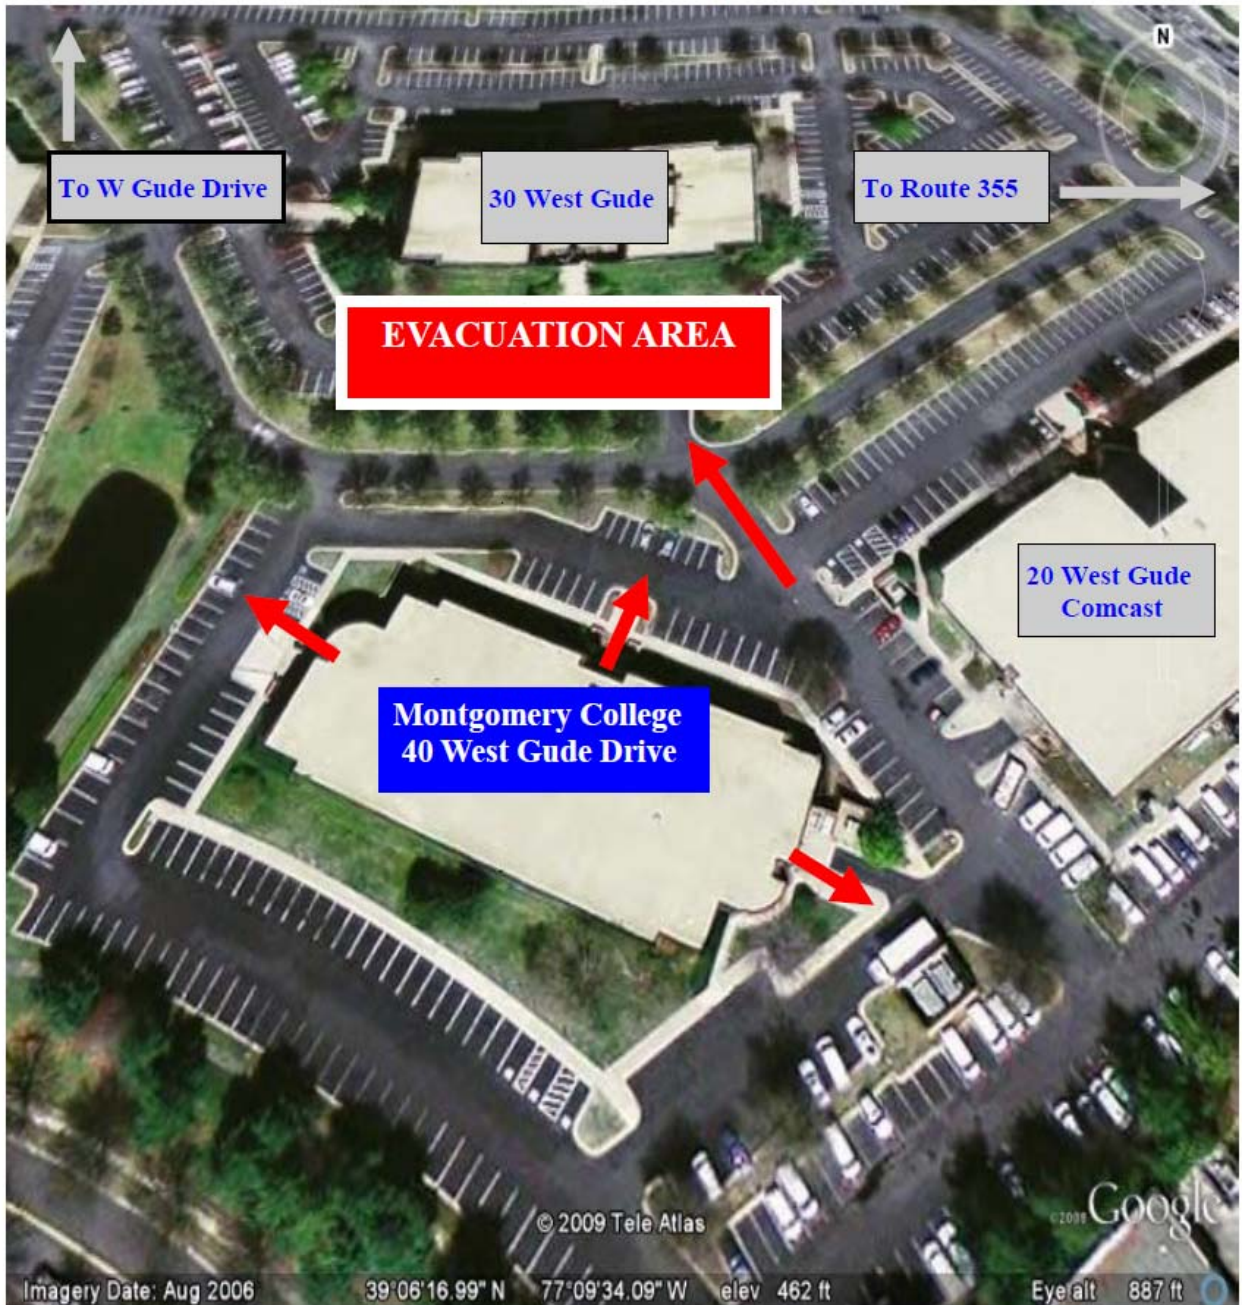 N
To W Gude Drive
30 West Gude
To Route 355
EVACUATION AREA
20 West Gude
Comcast
Montgomery College
40 West Gude Drive
© 2009 Tele Atlas
©2008 Google
Imagery Date: Aug 2006 39°06'16.99" N 77°09'34.09" W elev 462 ft Eye alt 887 ft